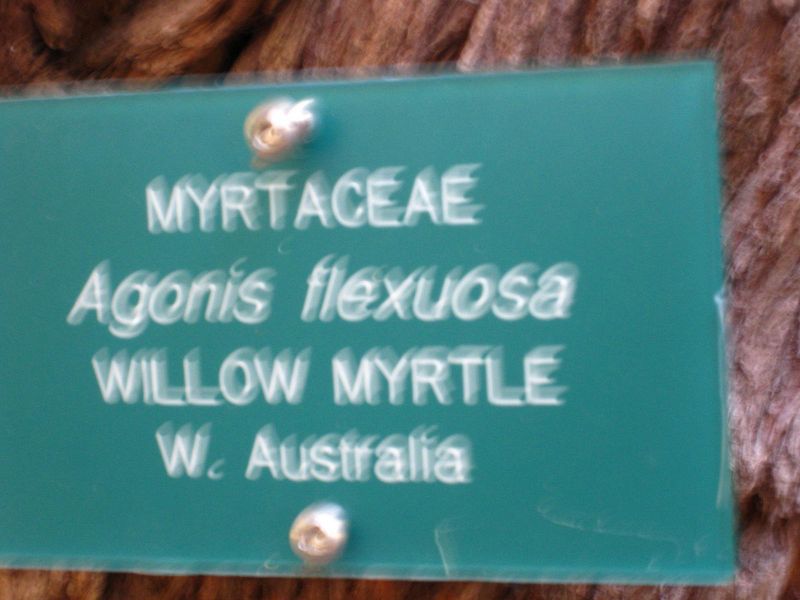 MYRTACEAE
Agonis flexuosa
WILLOW MYRTLE
W. Australia